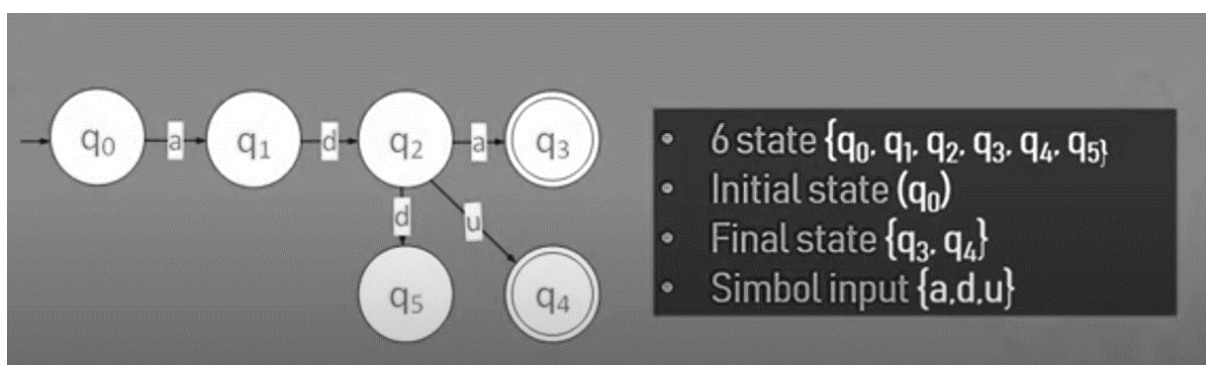 q0 a q1 d q2 a q3
d u
q5 q4
• 6 state {q0. q1. q2. q3. q4. q5}
• Initial state (q0)
• Final state {q3. q4}
• Simbol input {a,d,u}